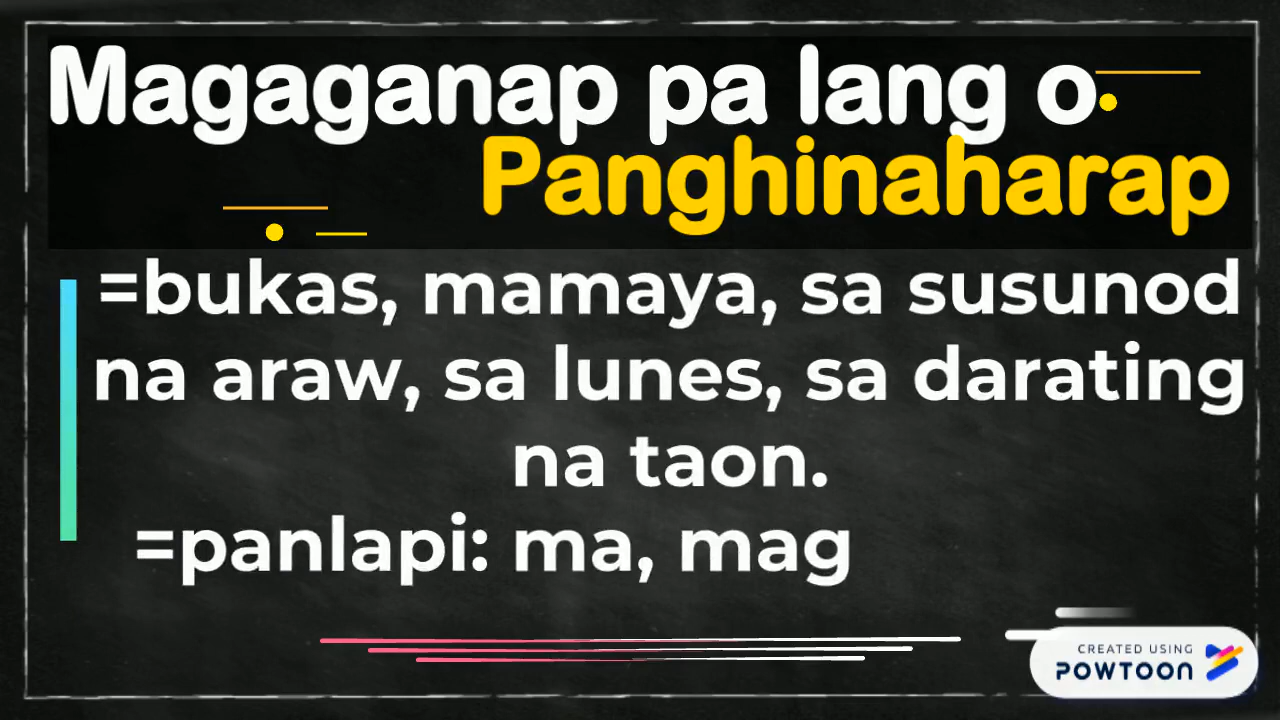 Magaganap pa lang o
Panghinaharap
=bukas, mamaya, sa susunod
na araw, sa lunes, sa darating
na taon.
=panlapi: ma, mag
CREATED USING
POWTOON